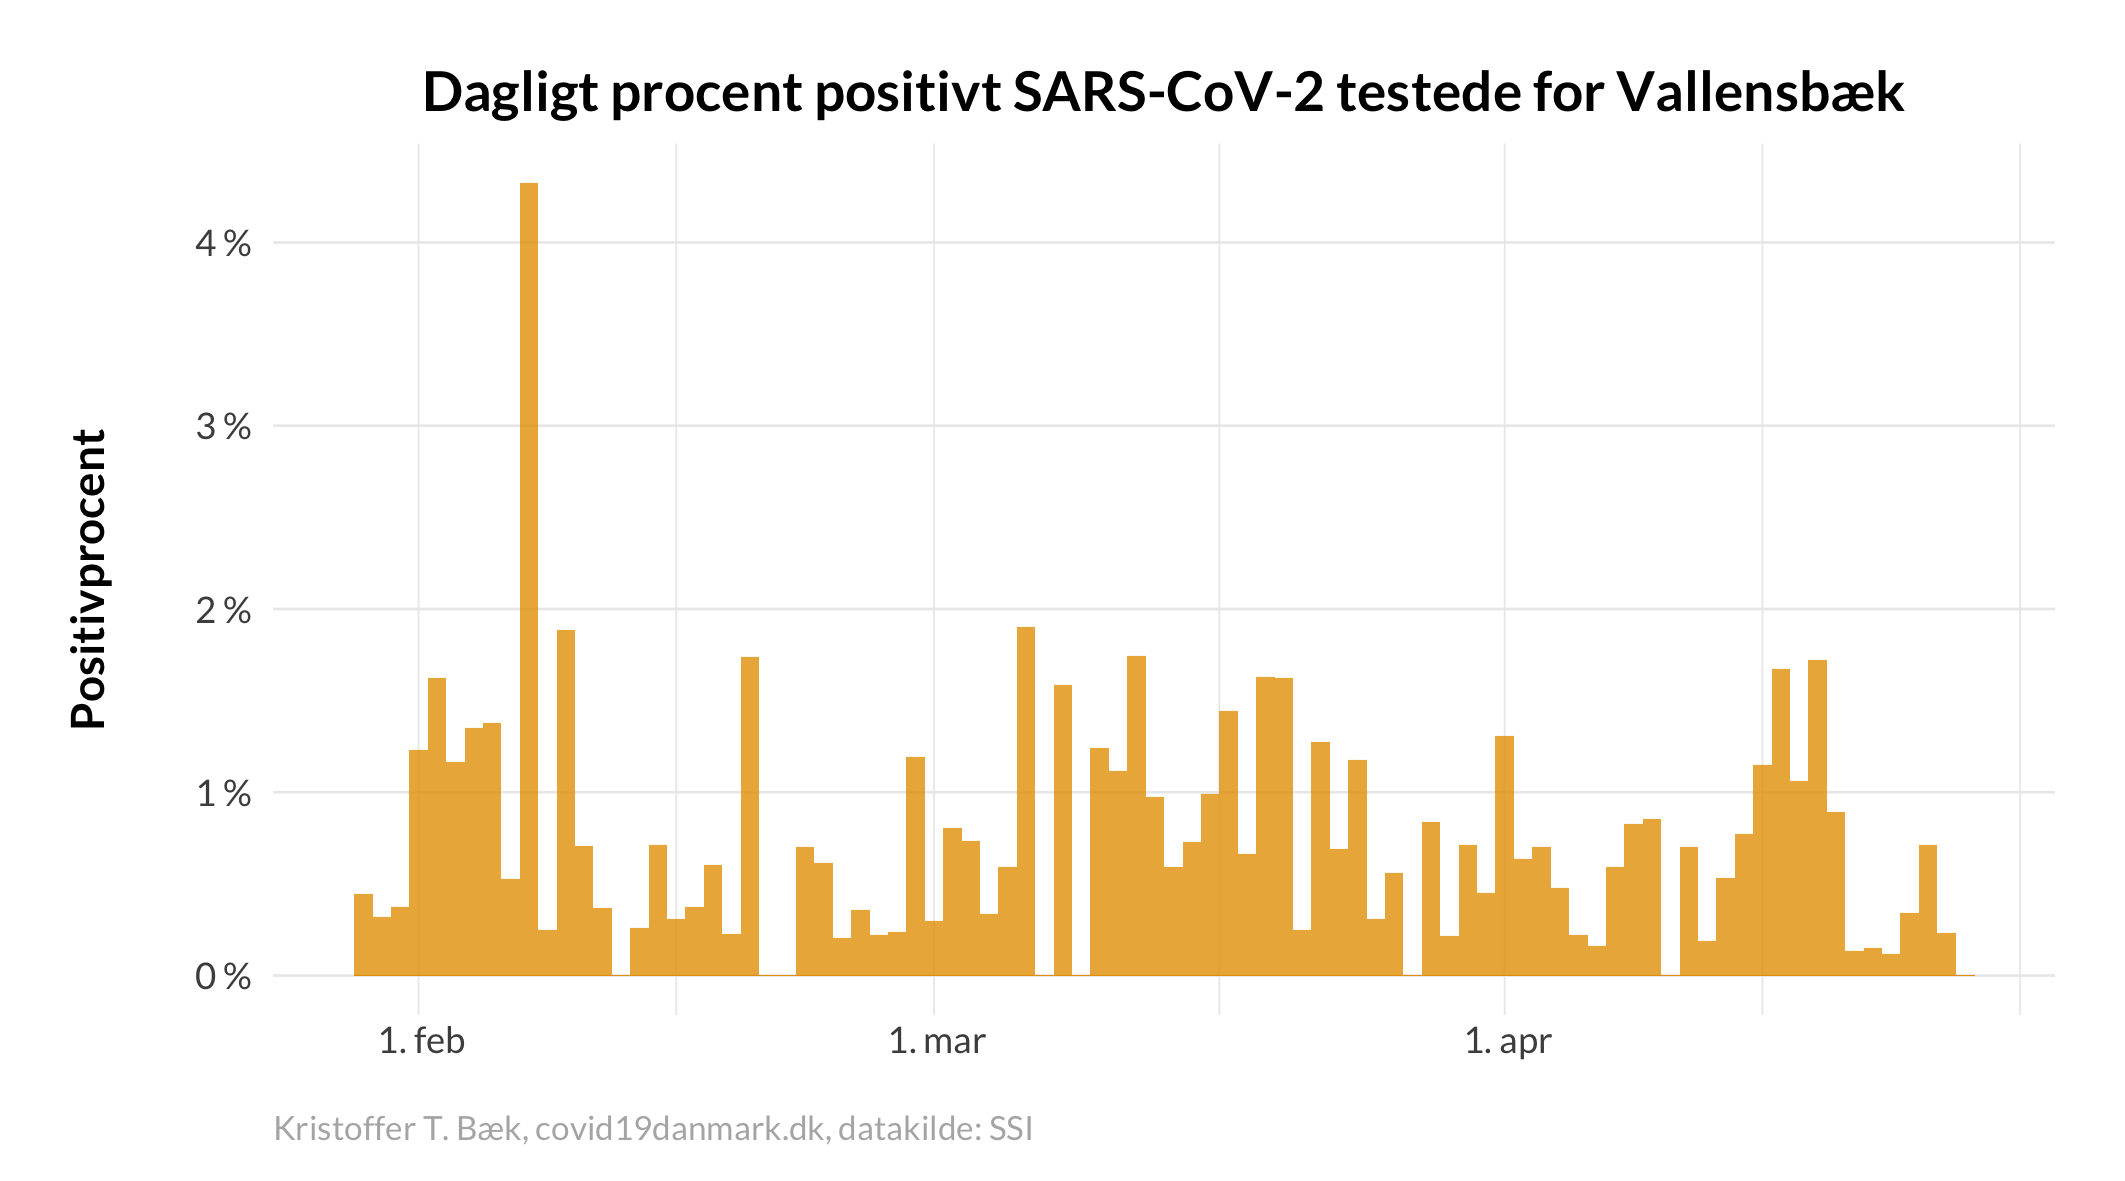 Dagligt procent positivt SARS-CoV-2 testede for Vallensbæk
Positivprocent
4 %
3 %
2 %
1 %
0 %
1. feb
1. mar
1. apr
Kristoffer T. Bæk, covid19danmark.dk, datakilde: SSI